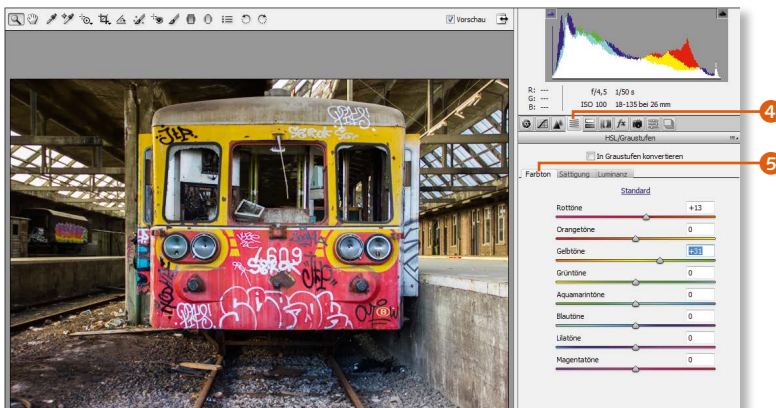 Vorschau
R: ---
G: ---
B: ---
f/4,5 1/50 s
ISO 100 18-135 bei 26 mm
4
fx
HSL/Graustufen
In Graustufen konvertieren
5
Farbton Sättigung Luminanz
Standard
Rottöne +13
Orangetöne 0
Gelbtöne +31
Grüntöne 0
Aquamarintöne 0
Blautöne 0
Lilatöne 0
Magentatöne 0
4609
B